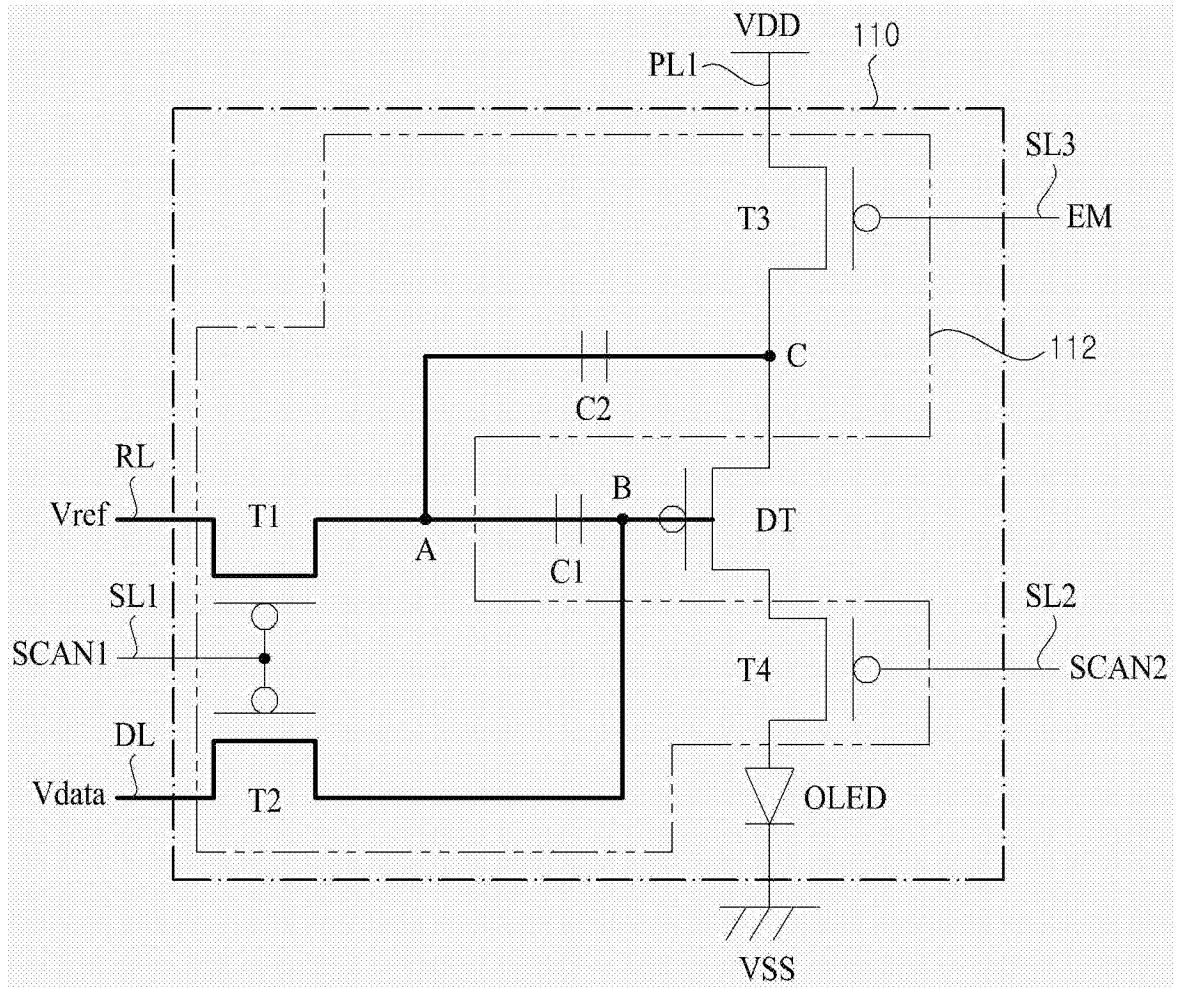 VDD
110
PL1
SL3
T3
EM
C
112
C2
RL
B
Vref
T1
DT
A
C1
SL1
SL2
SCAN1
T4
SCAN2
DL
Vdata
T2
OLED
VSS